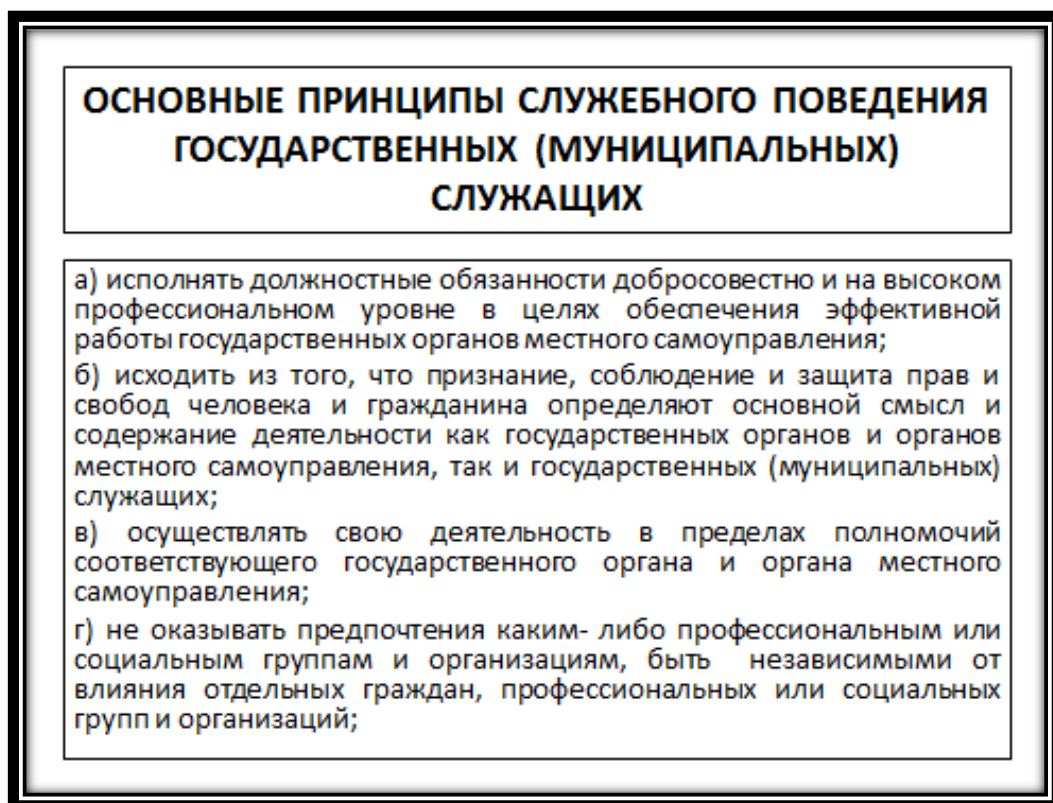 ОСНОВНЫЕ ПРИНЦИПЫ СЛУЖЕБНОГО ПОВЕДЕНИЯ
ГОСУДАРСТВЕННЫХ (МУНИЦИПАЛЬНЫХ)
СЛУЖАЩИХ
а) исполнять должностные обязанности добросовестно и на высоком
профессиональном уровне в целях обеспечения эффективной
работы государственных органов местного самоуправления;
б) исходить из того, что признание, соблюдение и защита прав и
свобод человека и гражданина определяют основной смысл и
содержание деятельности как государственных органов и органов
местного самоуправления, так и государственных (муниципальных)
служащих;
в) осуществлять свою деятельность в пределах полномочий
соответствующего государственного органа и органа местного
самоуправления;
г) не оказывать предпочтения каким- либо профессиональным или
социальным группам и организациям, быть независимыми от
влияния отдельных граждан, профессиональных или социальных
групп и организаций;